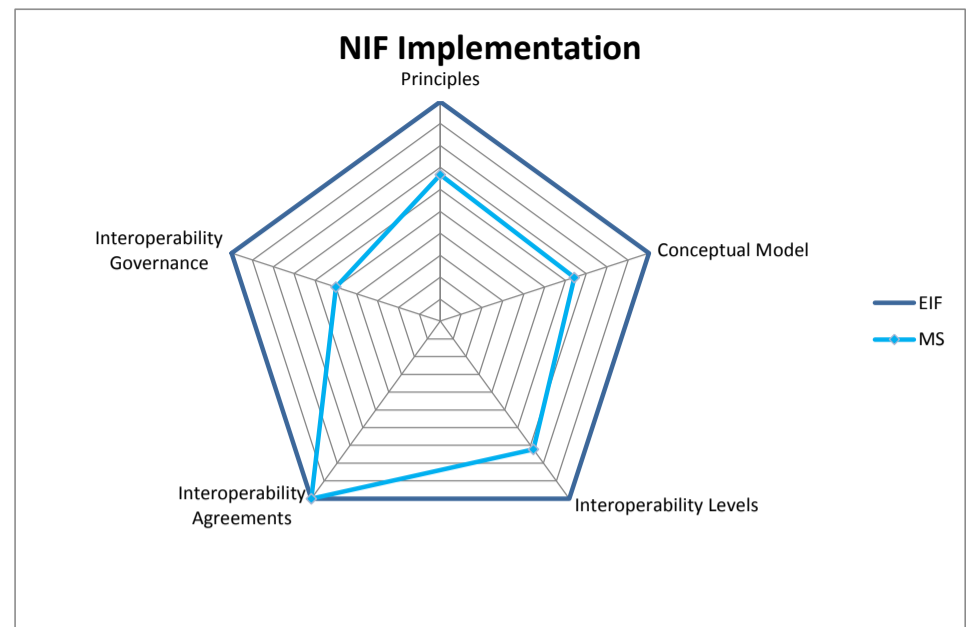 NIF Implementation
Principles
Conceptual Model
Interoperability
Governance
EIF
MS
Interoperability
Agreements
Interoperability Levels